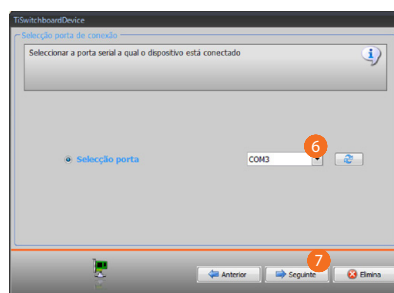 TiSwitchboardDevice
Selecção porta de conexão
Seleccionar a porta serial a qual o dispositivo está conectado
Selecção porta
COM3
6
7
Anterior
Seguinte
Elimina